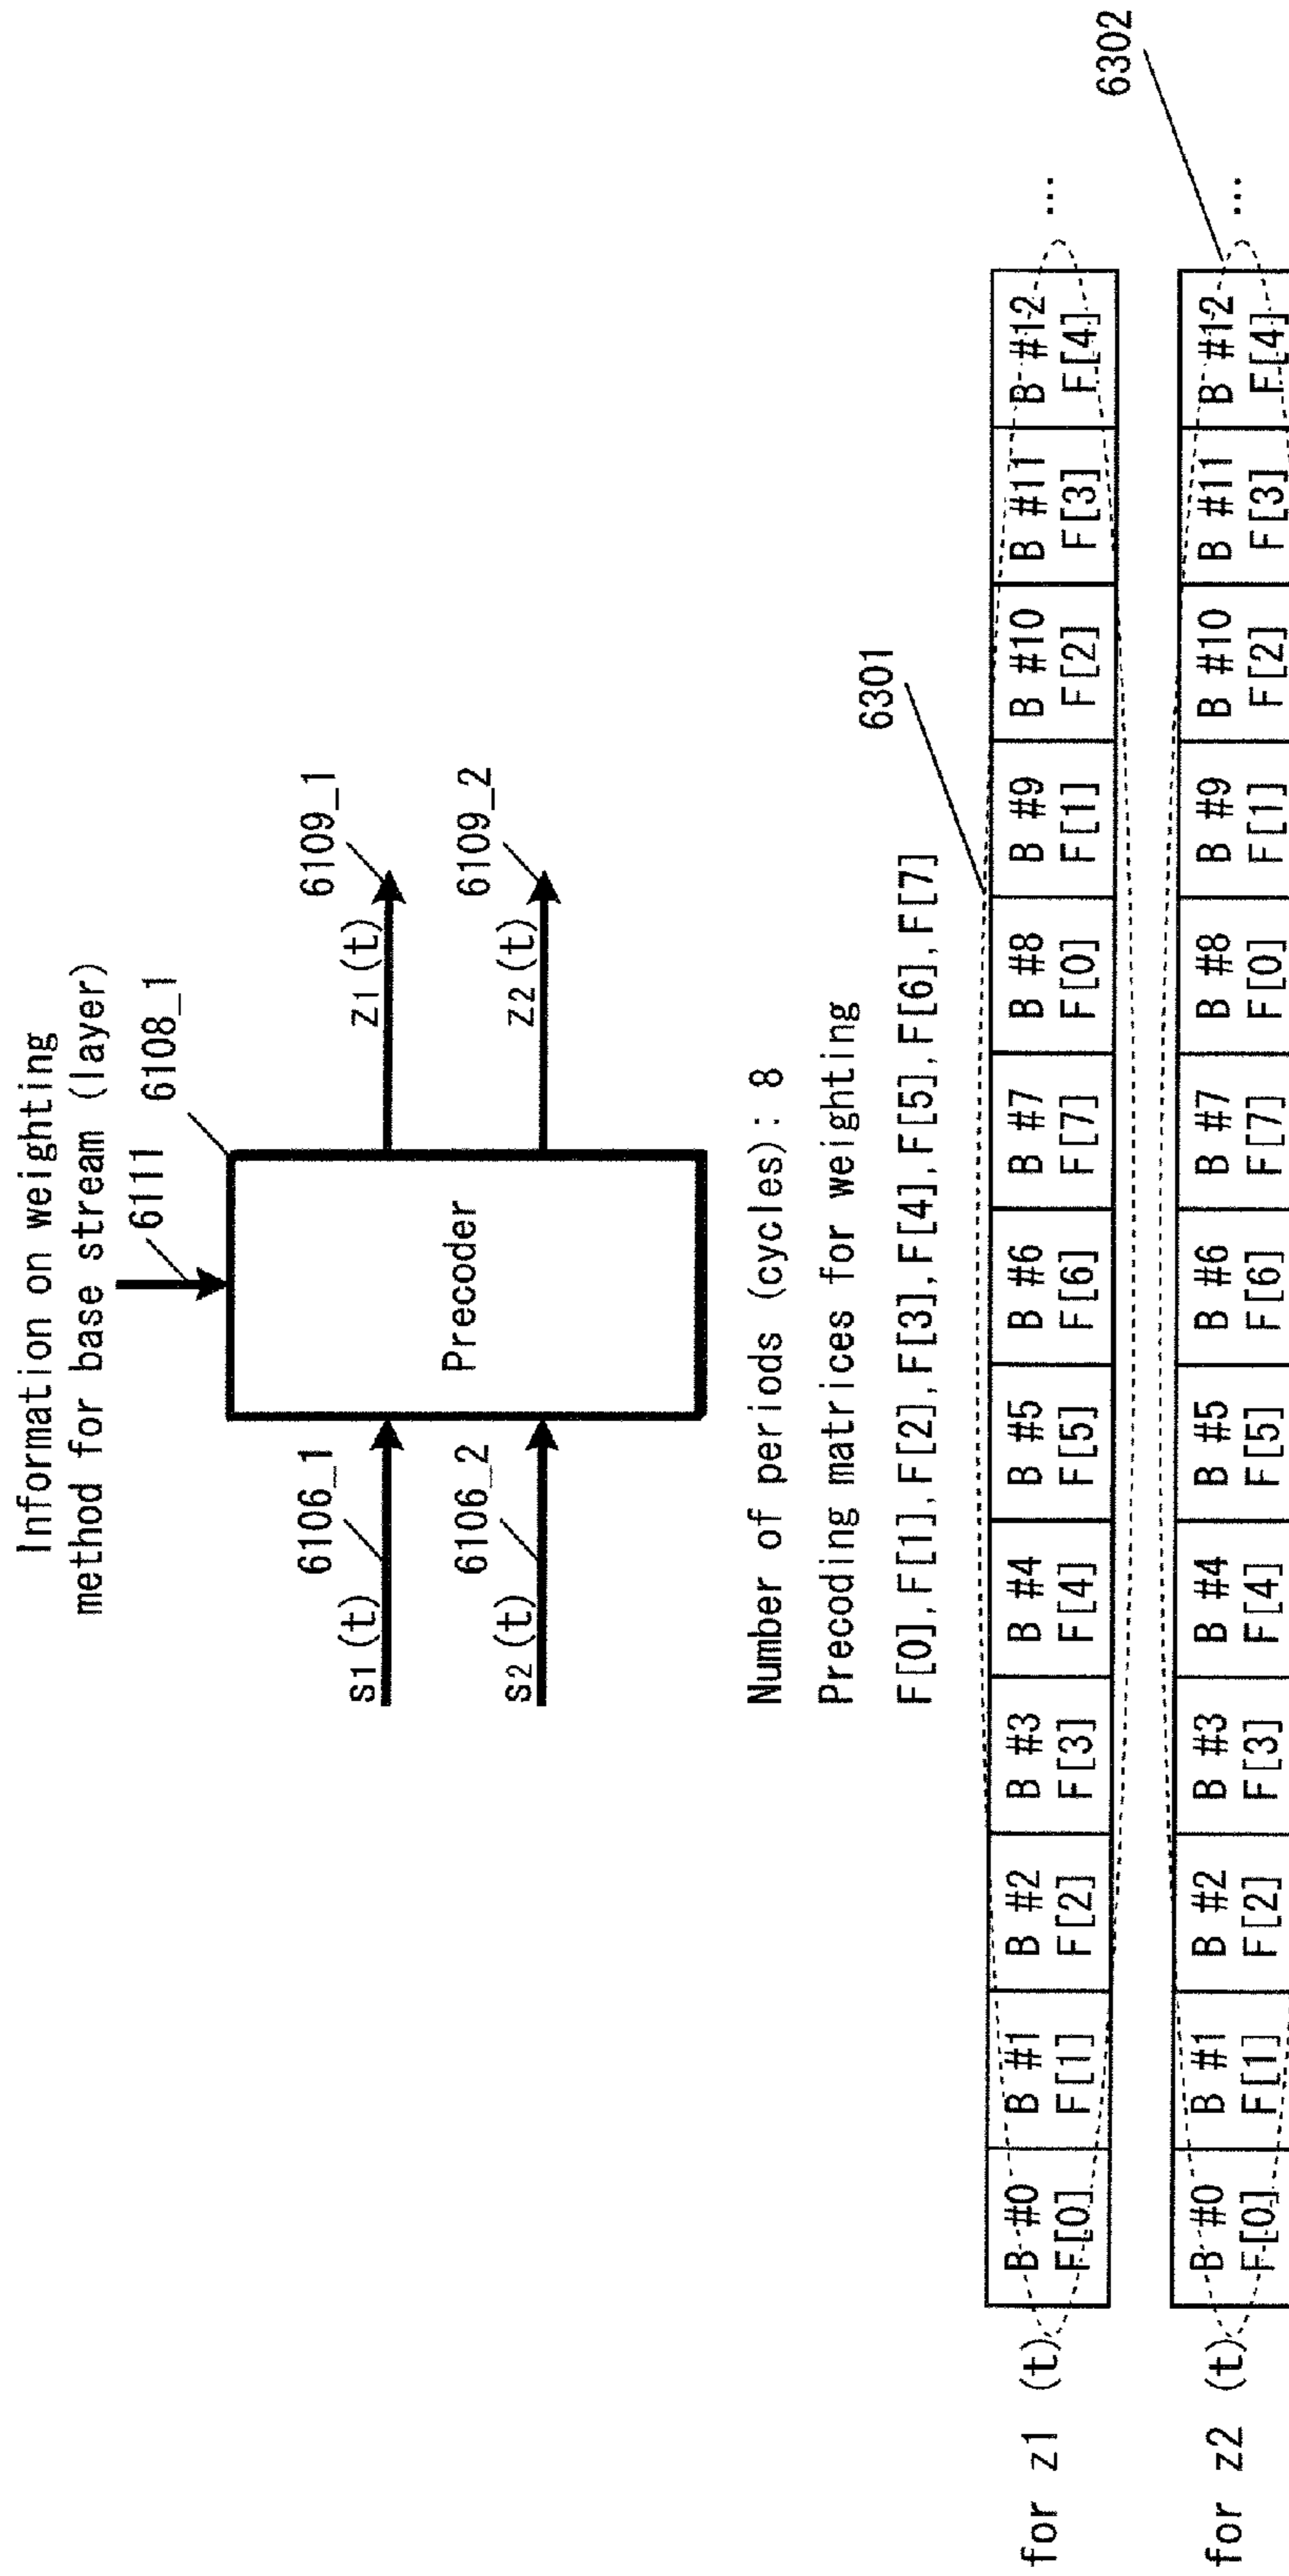 Information on weighting
method for base stream (layer)
6111
6108_1
s1(t)
6106_1
s2(t)
6106_2
Precoder
z1(t)
6109_1
z2(t)
6109_2
Number of periods (cycles): 8
Precoding matrices for weighting
F[0],F[1],F[2],F[3],F[4],F[5],F[6],F[7]
6301
for z1 (t)
B #0 B #1 B #2 B #3 B #4 B #5 B #6 B #7 B #8 B #9 B #10 B #11 B #12 ...
F[0] F[1] F[2] F[3] F[4] F[5] F[6] F[7] F[0] F[1] F[2] F[3] F[4]
6302
for z2 (t)
B #0 B #1 B #2 B #3 B #4 B #5 B #6 B #7 B #8 B #9 B #10 B #11 B #12 ...
F[0] F[1] F[2] F[3] F[4] F[5] F[6] F[7] F[0] F[1] F[2] F[3] F[4]